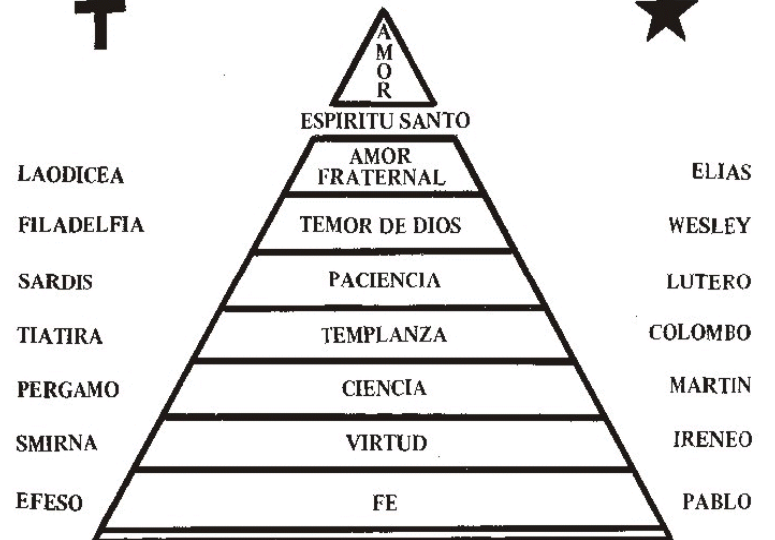 AMOR
ESPIRITU SANTO
AMOR
FRATERNAL
LAODICEA
ELIAS
FILADELFIA
TEMOR DE DIOS
WESLEY
SARDIS
PACIENCIA
LUTERO
TIATIRA
TEMPLANZA
COLOMBO
PERGAMO
CIENCIA
MARTIN
SMIRNA
VIRTUD
IRENEO
EFESO
FE
PABLO